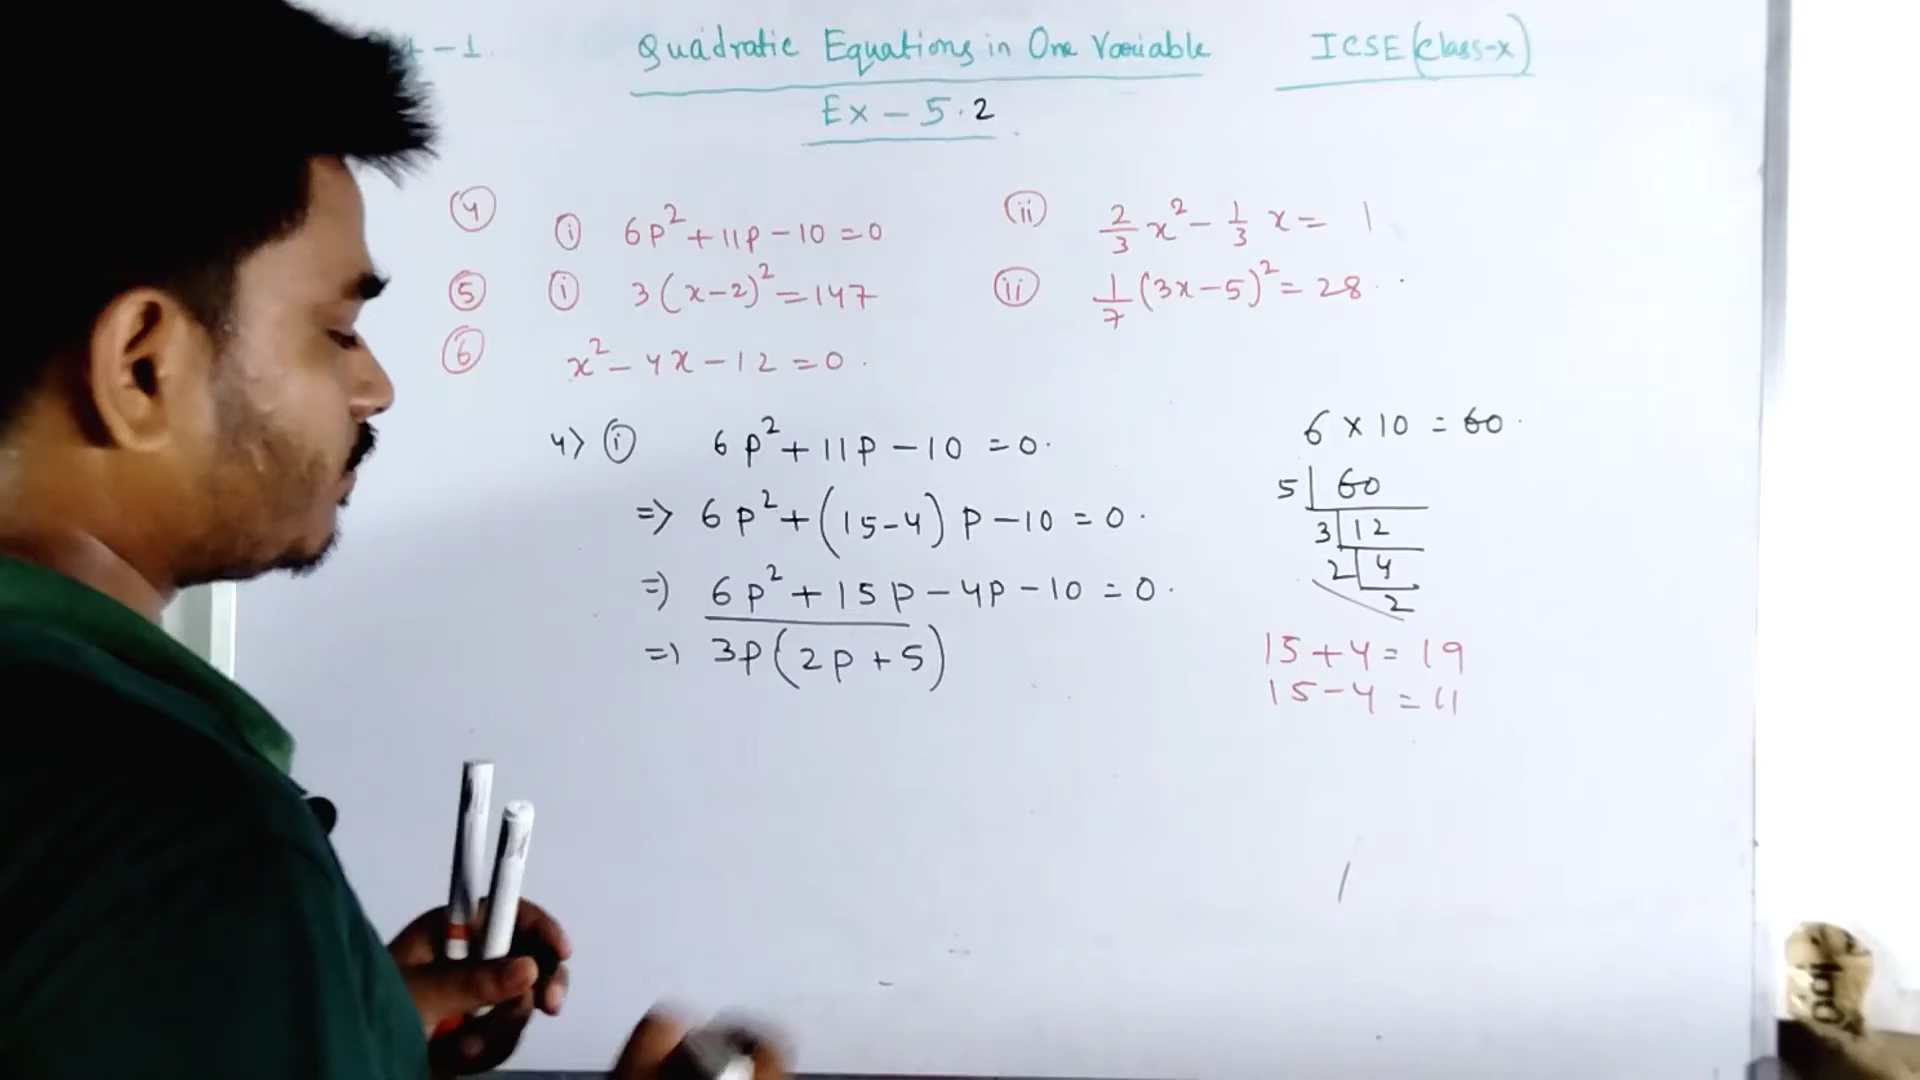 - 1 Quadratic Equations in One Variable ICSE (class-x)
Ex - 5.2
④ ⓘ 6p² + 11p - 10 = 0 ⓘⓘ 2/3 x² - 1/3 x = 1
⑤ ⓘ 3(x-2)² = 147 ⓘⓘ 1/7 (3x-5)² = 28
⑥ x² - 4x - 12 = 0.
4) ⓘ 6p² + 11p - 10 = 0.
=> 6p² + (15-4) p - 10 = 0.
=) 6p² + 15p - 4p - 10 = 0.
=) 3p(2p + 5)
6 × 10 = 60.
5 | 60
3 | 12
2 | 4
2
15 + 4 = 19
15 - 4 = 11